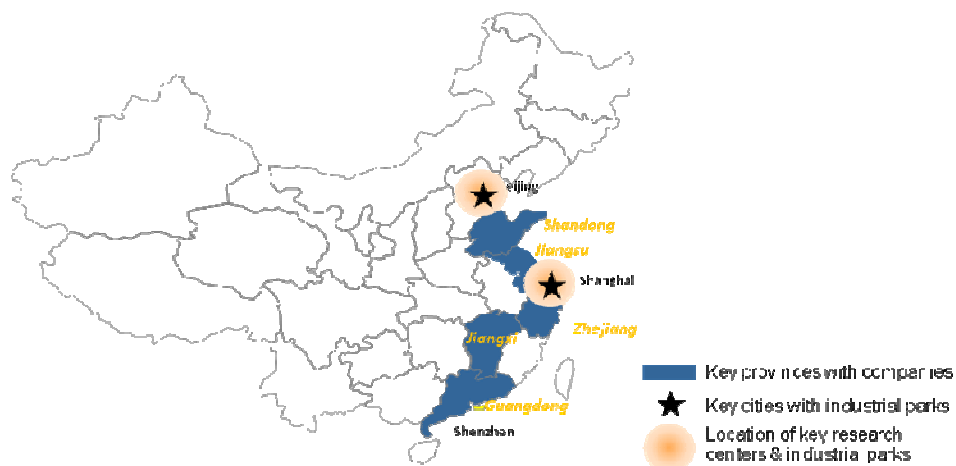 eijing
Shandong
Jiangsu
Shanghai
Zhejiang
Jiangxi
Guangdong
Shenzhen
Key provinces with companies
Key cities with industrial parks
Location of key research
centers & industrial parks